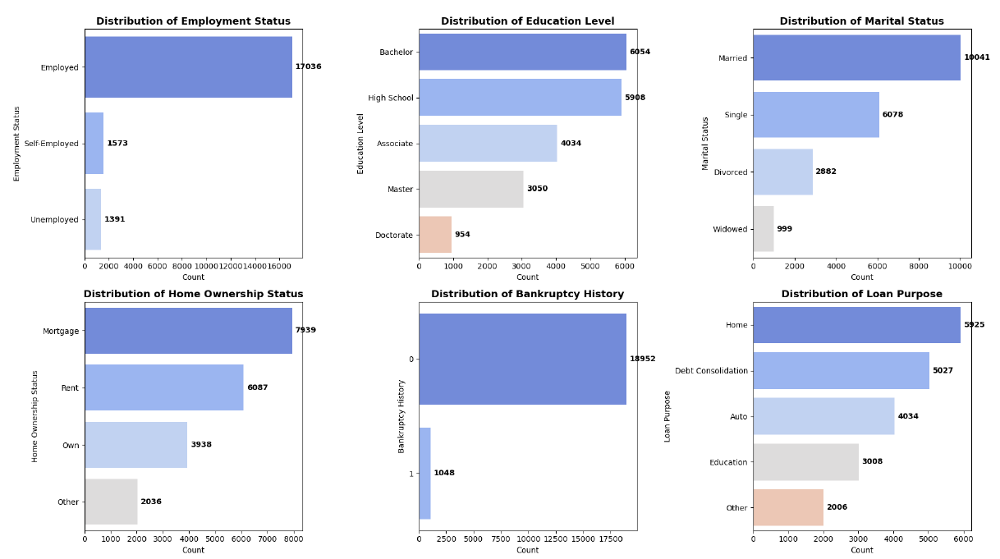 Distribution of Employment Status
Employment Status
Employed
17036
Self-Employed
1573
Unemployed
1391
0 2000 4000 6000 8000 10000 12000 14000 16000
Count
Distribution of Education Level
Education Level
Bachelor
6054
High School
5908
Associate
4034
Master
3050
Doctorate
954
0 1000 2000 3000 4000 5000 6000
Count
Distribution of Marital Status
Marital Status
Married
10041
Single
6078
Divorced
2882
Widowed
999
0 2000 4000 6000 8000 10000
Count
Distribution of Home Ownership Status
Home Ownership Status
Mortgage
7939
Rent
6087
Own
3938
Other
2036
0 1000 2000 3000 4000 5000 6000 7000 8000
Count
Distribution of Bankruptcy History
Bankruptcy History
0
18952
1
1048
0 2500 5000 7500 10000 12500 15000 17500
Count
Distribution of Loan Purpose
Loan Purpose
Home
5925
Debt Consolidation
5027
Auto
4034
Education
3008
Other
2006
0 1000 2000 3000 4000 5000 6000
Count